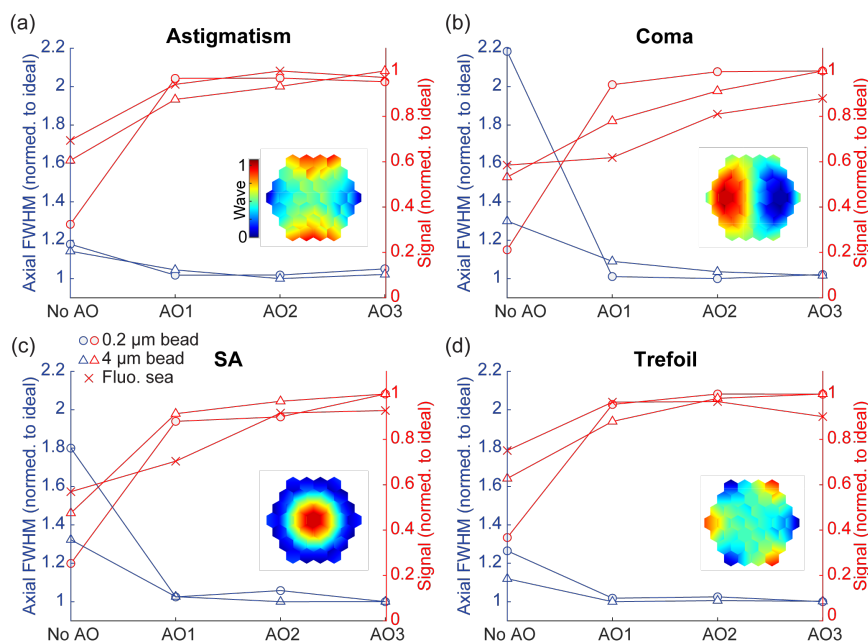 (a)
Astigmatism
Axial FWHM (normed. to ideal)
2.2
2
1.8
1.6
1.4
1.2
1
Signal (normed. to ideal)
1
0.8
0.6
0.4
0.2
0
Wave
1
0
No AO AO1 AO2 AO3
(b)
Coma
Axial FWHM (normed. to ideal)
2.2
2
1.8
1.6
1.4
1.2
1
Signal (normed. to ideal)
1
0.8
0.6
0.4
0.2
0
No AO AO1 AO2 AO3
(c)
SA
0.2 µm bead
4 µm bead
Fluo. sea
Axial FWHM (normed. to ideal)
2.2
2
1.8
1.6
1.4
1.2
1
Signal (normed. to ideal)
1
0.8
0.6
0.4
0.2
0
No AO AO1 AO2 AO3
(d)
Trefoil
Axial FWHM (normed. to ideal)
2.2
2
1.8
1.6
1.4
1.2
1
Signal (normed. to ideal)
1
0.8
0.6
0.4
0.2
0
No AO AO1 AO2 AO3